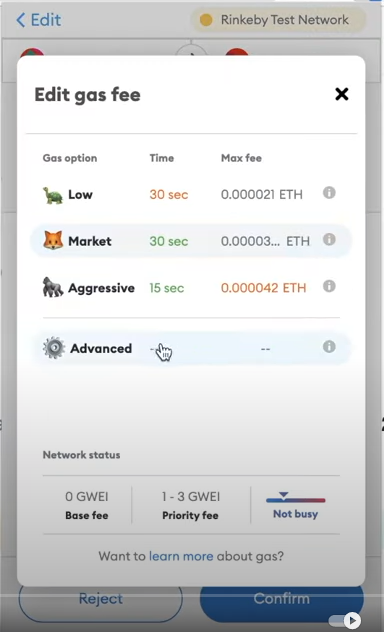 Edit
Rinkeby Test Network
Edit gas fee
Gas option Time Max fee
Low 30 sec 0.000021 ETH
Market 30 sec 0.00003... ETH
Aggressive 15 sec 0.000042 ETH
Advanced -- --
Network status
0 GWEI 1 - 3 GWEI
Base fee Priority fee Not busy
Want to learn more about gas?
Reject Confirm